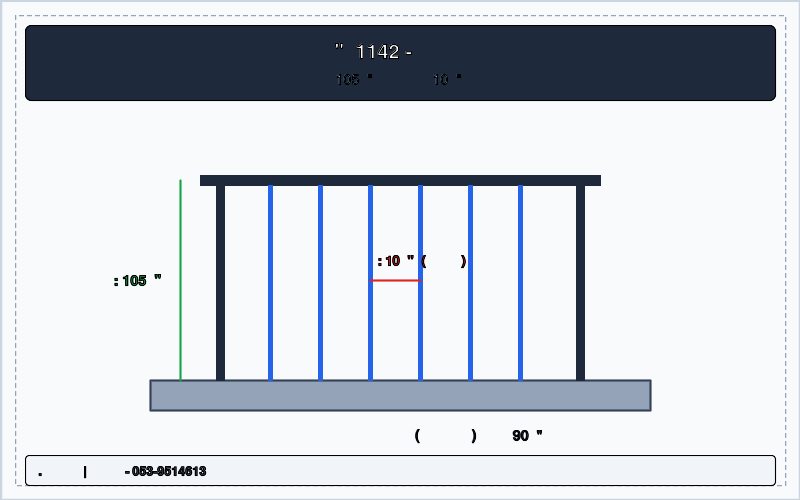 " 1142 -
105 " 10 "
: 10 " ( )
: 105 "
( ) 90 "
. | - 053-9514613